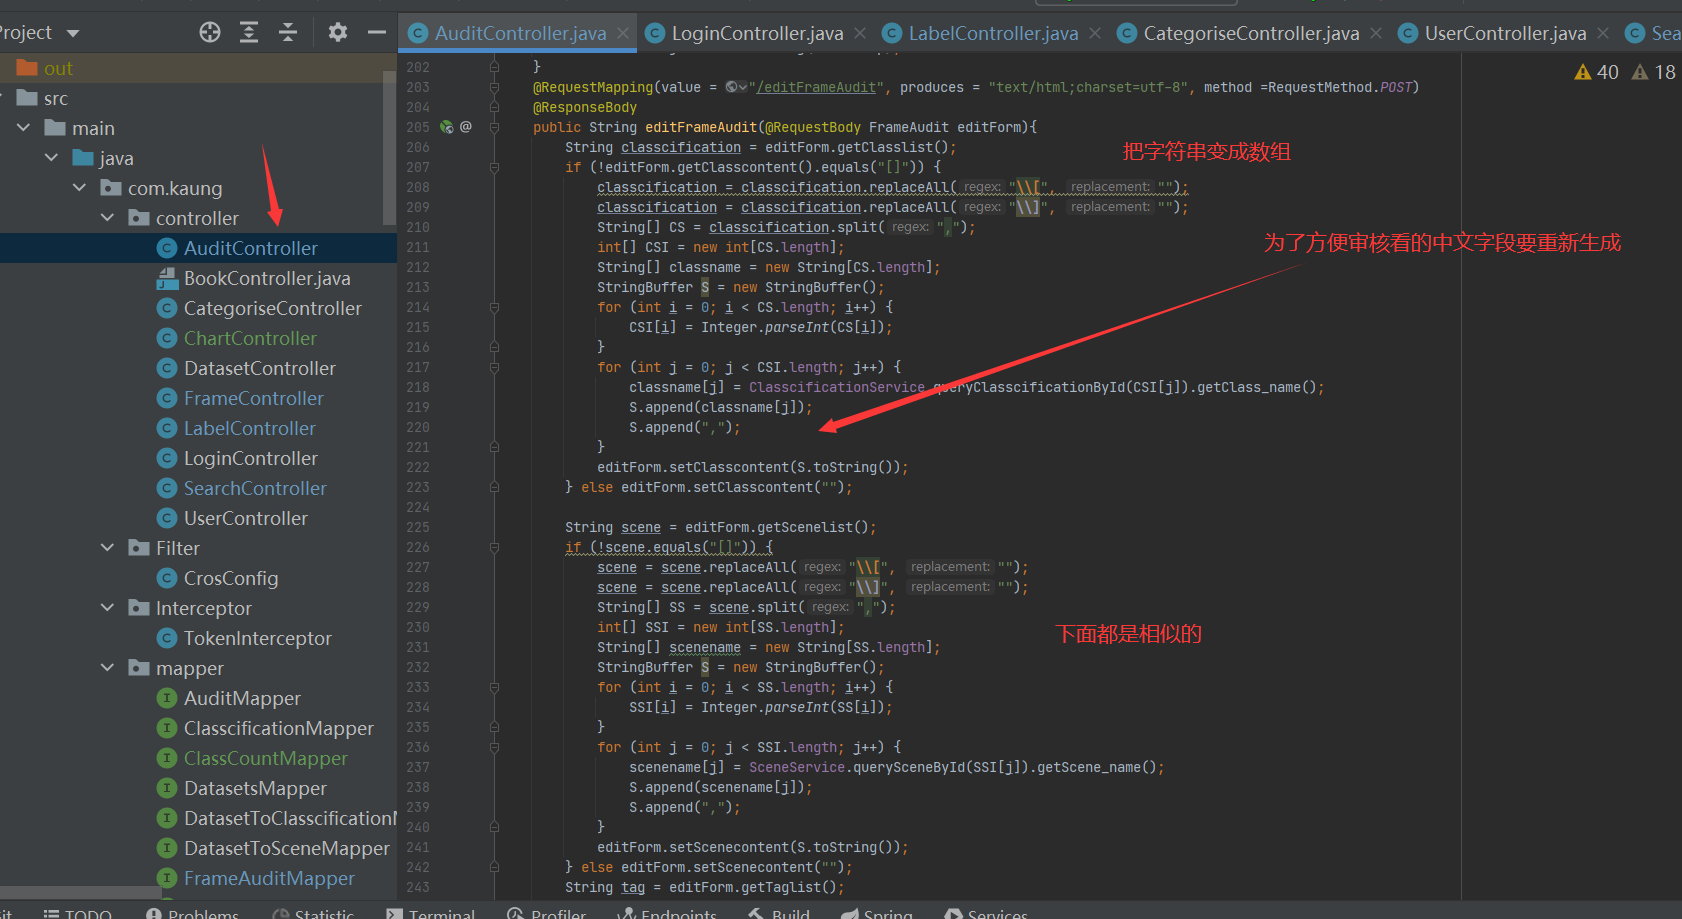 Project
AuditController.java
LoginController.java
LabelController.java
CategoriseController.java
UserController.java
Sea
out
src
main
java
com.kaung
controller
AuditController
BookController.java
CategoriseController
ChartController
DatasetController
FrameController
LabelController
LoginController
SearchController
UserController
Filter
CrosConfig
Interceptor
TokenInterceptor
mapper
AuditMapper
ClasscificationMapper
ClassCountMapper
DatasetsMapper
DatasetToClasscificationM
DatasetToSceneMapper
FrameAuditMapper
40 18
202 }
203 @RequestMapping(value = "/editFrameAudit", produces = "text/html;charset=utf-8", method =RequestMethod.POST)
204 @ResponseBody
205 @ public String editFrameAudit(@RequestBody FrameAudit editForm){
206 String classcification = editForm.getClasslist();
把字符串变成数组
207 if (!editForm.getClasscontent().equals("[]")) {
208 classcification = classcification.replaceAll( regex: "\\[", replacement: "");
209 classcification = classcification.replaceAll( regex: "\\]", replacement: "");
210 String[] CS = classcification.split( regex: ",");
211 int[] CSI = new int[CS.length];
为了方便审核看的中文字段要重新生成
212 String[] classname = new String[CS.length];
213 StringBuffer S = new StringBuffer();
214 for (int i = 0; i < CS.length; i++) {
215 CSI[i] = Integer.parseInt(CS[i]);
216 }
217 for (int j = 0; j < CSI.length; j++) {
218 classname[j] = ClasscificationService.queryClasscificationById(CSI[j]).getClass_name();
219 S.append(classname[j]);
220 S.append(",");
221 }
222 editForm.setClasscontent(S.toString());
223 } else editForm.setClasscontent("");
224
225 String scene = editForm.getScenelist();
226 if (!scene.equals("[]")) {
227 scene = scene.replaceAll( regex: "\\[", replacement: "");
228 scene = scene.replaceAll( regex: "\\]", replacement: "");
229 String[] SS = scene.split( regex: ",");
230 int[] SSI = new int[SS.length];
下面都是相似的
231 String[] scenename = new String[SS.length];
232 StringBuffer S = new StringBuffer();
233 for (int i = 0; i < SS.length; i++) {
234 SSI[i] = Integer.parseInt(SS[i]);
235 }
236 for (int j = 0; j < SSI.length; j++) {
237 scenename[j] = SceneService.querySceneById(SSI[j]).getScene_name();
238 S.append(scenename[j]);
239 S.append(",");
240 }
241 editForm.setScenecontent(S.toString());
242 } else editForm.setScenecontent("");
243 String tag = editForm.getTaglist();
TODO Problems Statistic Terminal Profiler Endpoints Build Spring Services